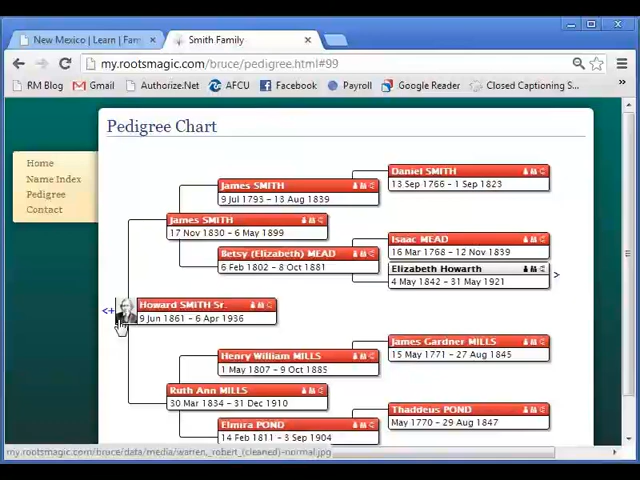 New Mexico | Learn | Fam
Smith Family
my.rootsmagic.com/bruce/pedigree.html#99
RM Blog
Gmail
Authorize.Net
AFCU
Facebook
Payroll
Google Reader
Closed Captioning S...
Pedigree Chart
Home
Name Index
Pedigree
Contact
Daniel SMITH
13 Sep 1766 - 1 Sep 1823
James SMITH
9 Jul 1793 - 13 Aug 1839
James SMITH
17 Nov 1830 - 6 May 1899
Isaac MEAD
16 Mar 1768 - 12 Nov 1839
Betsy (Elizabeth) MEAD
6 Feb 1802 - 8 Oct 1881
Elizabeth Howarth
4 May 1842 - 31 May 1921
>
<+
Howard SMITH Sr.
9 Jun 1861 - 6 Apr 1936
James Gardner MILLS
15 May 1771 - 27 Aug 1845
Henry William MILLS
1 May 1807 - 9 Oct 1885
Ruth Ann MILLS
30 Mar 1834 - 31 Dec 1910
Thaddeus POND
May 1770 - 29 Aug 1847
Elmira POND
14 Feb 1811 - 3 Sep 1904
my.rootsmagic.com/bruce/data/media/warren,_robert_(cleaned)-normal.jpg